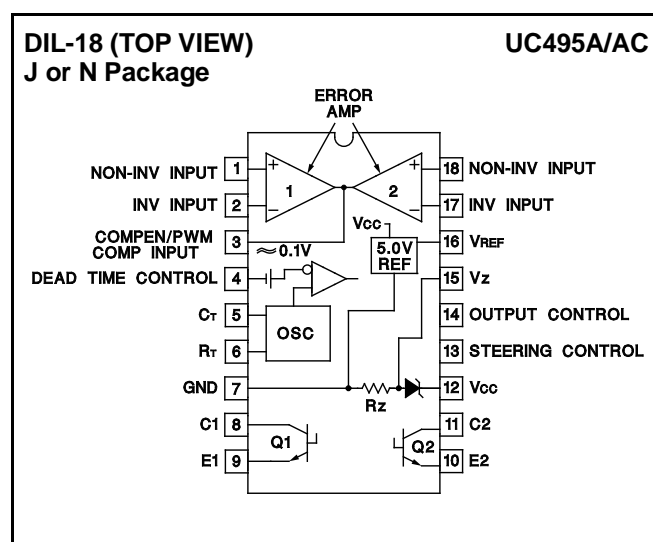 DIL-18 (TOP VIEW) UC495A/AC
J or N Package
ERROR
AMP
NON-INV INPUT 1 + 1 2 + 18 NON-INV INPUT
INV INPUT 2 − − 17 INV INPUT
COMPEN/PWM
COMP INPUT 3 ≈0.1V
Vcc
5.0V
REF
16 VREF
DEAD TIME CONTROL 4
15 Vz
CT 5
OSC
14 OUTPUT CONTROL
RT 6
13 STEERING CONTROL
GND 7
Rz
12 Vcc
C1 8
Q1
Q2
11 C2
E1 9
10 E2